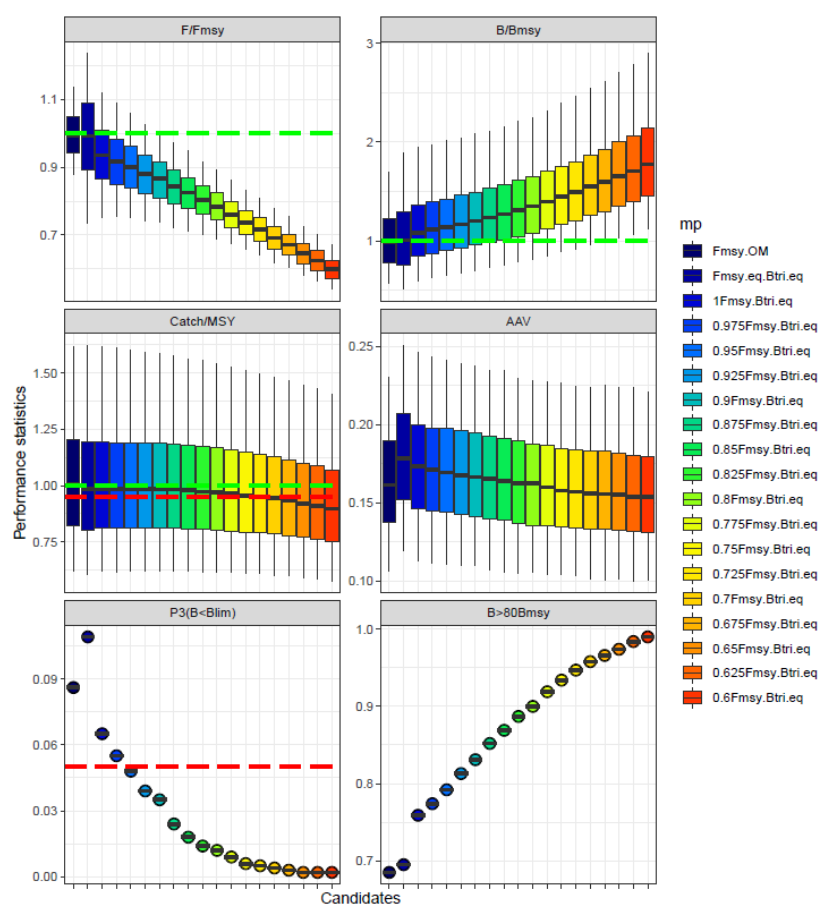 F/Fmsy
B/Bmsy
1.1
0.9
0.7
3
2
1
Catch/MSY
AAV
1.50
1.25
1.00
0.75
0.25
0.20
0.15
0.10
P3(B<Blim)
B>80Bmsy
0.09
0.06
0.03
0.00
1.0
0.9
0.8
0.7
Performance statistics
Candidates
mp
Fmsy.OM
Fmsy.eq.Btri.eq
1Fmsy.Btri.eq
0.975Fmsy.Btri.eq
0.95Fmsy.Btri.eq
0.925Fmsy.Btri.eq
0.9Fmsy.Btri.eq
0.875Fmsy.Btri.eq
0.85Fmsy.Btri.eq
0.825Fmsy.Btri.eq
0.8Fmsy.Btri.eq
0.775Fmsy.Btri.eq
0.75Fmsy.Btri.eq
0.725Fmsy.Btri.eq
0.7Fmsy.Btri.eq
0.675Fmsy.Btri.eq
0.65Fmsy.Btri.eq
0.625Fmsy.Btri.eq
0.6Fmsy.Btri.eq